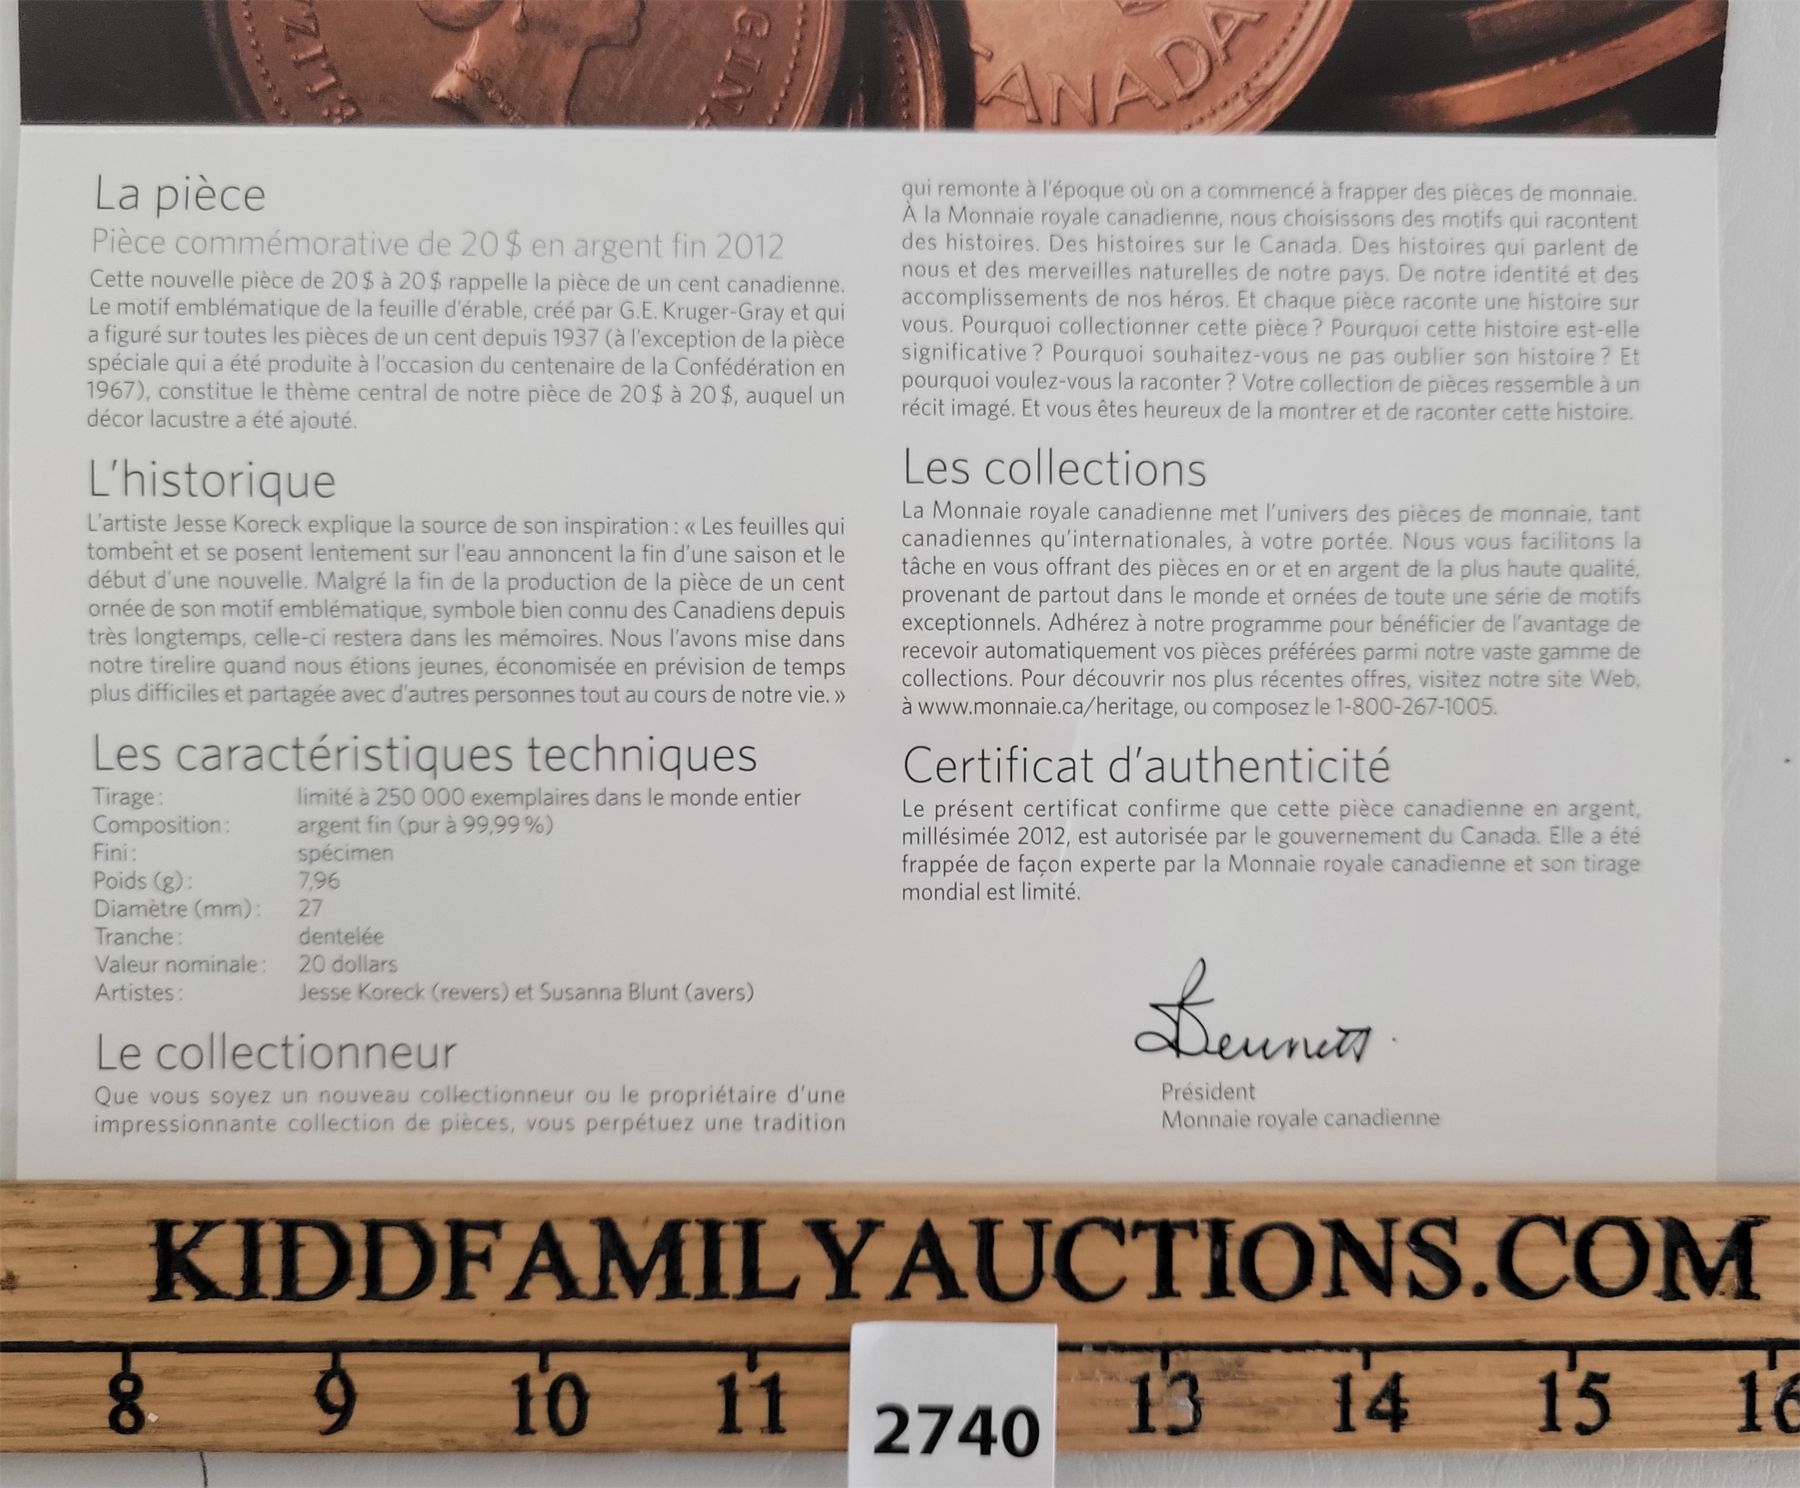 ELIZ
GINA
CANADA
La pièce
Pièce commémorative de 20 $ en argent fin 2012
Cette nouvelle pièce de 20 $ à 20 $ rappelle la pièce de un cent canadienne.
Le motif emblématique de la feuille d'érable, créé par G.E. Kruger-Gray et qui
a figuré sur toutes les pièces de un cent depuis 1937 (à l'exception de la pièce
spéciale qui a été produite à l'occasion du centenaire de la Confédération en
1967), constitue le thème central de notre pièce de 20 $ à 20 $, auquel un
décor lacustre a été ajouté.
L'historique
L'artiste Jesse Koreck explique la source de son inspiration : « Les feuilles qui
tombent et se posent lentement sur l'eau annoncent la fin d'une saison et le
début d'une nouvelle. Malgré la fin de la production de la pièce de un cent
ornée de son motif emblématique, symbole bien connu des Canadiens depuis
très longtemps, celle-ci restera dans les mémoires. Nous l'avons mise dans
notre tirelire quand nous étions jeunes, économisée en prévision de temps
plus difficiles et partagée avec d'autres personnes tout au cours de notre vie. »
Les caractéristiques techniques
Tirage : limité à 250 000 exemplaires dans le monde entier
Composition : argent fin (pur à 99,99 %)
Fini : spécimen
Poids (g) : 7,96
Diamètre (mm) : 27
Tranche : dentelée
Valeur nominale : 20 dollars
Artistes : Jesse Koreck (revers) et Susanna Blunt (avers)
Le collectionneur
Que vous soyez un nouveau collectionneur ou le propriétaire d'une
impressionnante collection de pièces, vous perpétuez une tradition
qui remonte à l'époque où on a commencé à frapper des pièces de monnaie.
À la Monnaie royale canadienne, nous choisissons des motifs qui racontent
des histoires. Des histoires sur le Canada. Des histoires qui parlent de
nous et des merveilles naturelles de notre pays. De notre identité et des
accomplissements de nos héros. Et chaque pièce raconte une histoire sur
vous. Pourquoi collectionner cette pièce ? Pourquoi cette histoire est-elle
significative ? Pourquoi souhaitez-vous ne pas oublier son histoire ? Et
pourquoi voulez-vous la raconter ? Votre collection de pièces ressemble à un
récit imagé. Et vous êtes heureux de la montrer et de raconter cette histoire.
Les collections
La Monnaie royale canadienne met l'univers des pièces de monnaie, tant
canadiennes qu'internationales, à votre portée. Nous vous facilitons la
tâche en vous offrant des pièces en or et en argent de la plus haute qualité,
provenant de partout dans le monde et ornées de toute une série de motifs
exceptionnels. Adhérez à notre programme pour bénéficier de l'avantage de
recevoir automatiquement vos pièces préférées parmi notre vaste gamme de
collections. Pour découvrir nos plus récentes offres, visitez notre site Web,
à www.monnaie.ca/heritage, ou composez le 1-800-267-1005.
Certificat d'authenticité
Le présent certificat confirme que cette pièce canadienne en argent,
millésimée 2012, est autorisée par le gouvernement du Canada. Elle a été
frappée de façon experte par la Monnaie royale canadienne et son tirage
mondial est limité.
Bennett
Président
Monnaie royale canadienne
KIDDFAMILYAUCTIONS.COM
8 9 10 11 13 14 15 16
2740